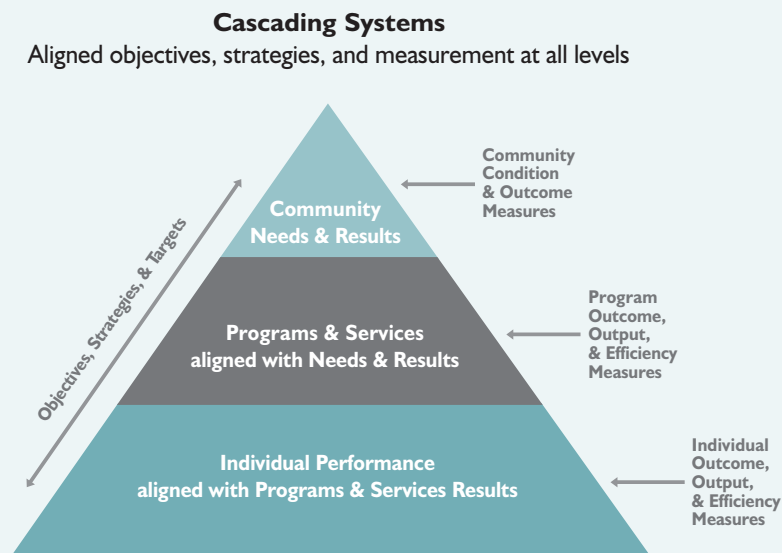 Cascading Systems
Aligned objectives, strategies, and measurement at all levels
Community
Condition
& Outcome
Measures
Community
Needs & Results
Objectives, Strategies, & Targets
Program
Outcome,
Output,
& Efficiency
Measures
Programs & Services
aligned with Needs & Results
Individual
Outcome,
Output,
& Efficiency
Measures
Individual Performance
aligned with Programs & Services Results